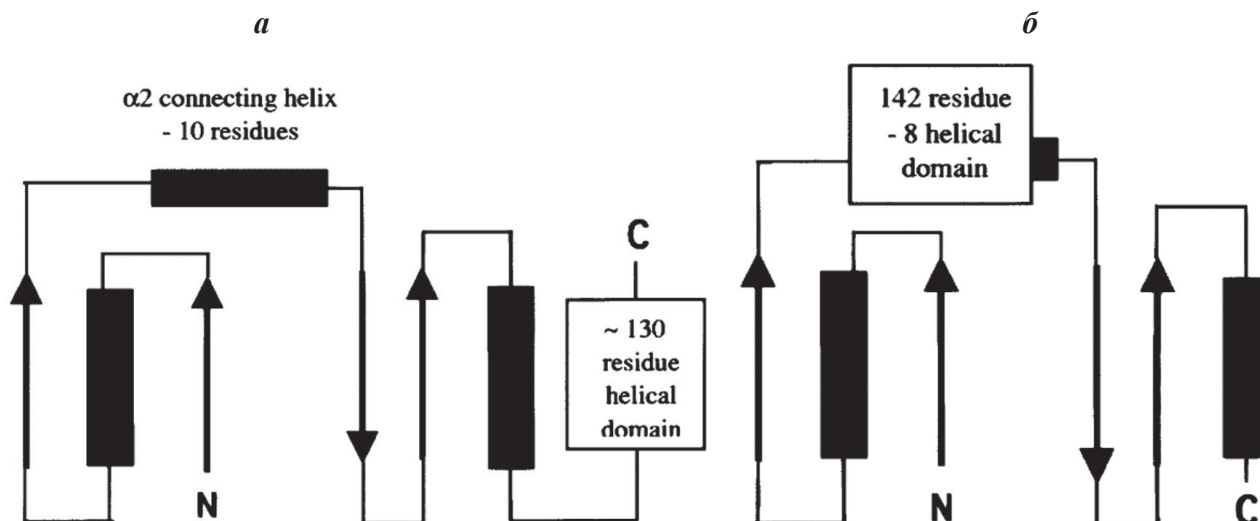 а
α2 connecting helix
- 10 residues
N
C
~ 130
residue
helical
domain
б
142 residue
- 8 helical
domain
N
C